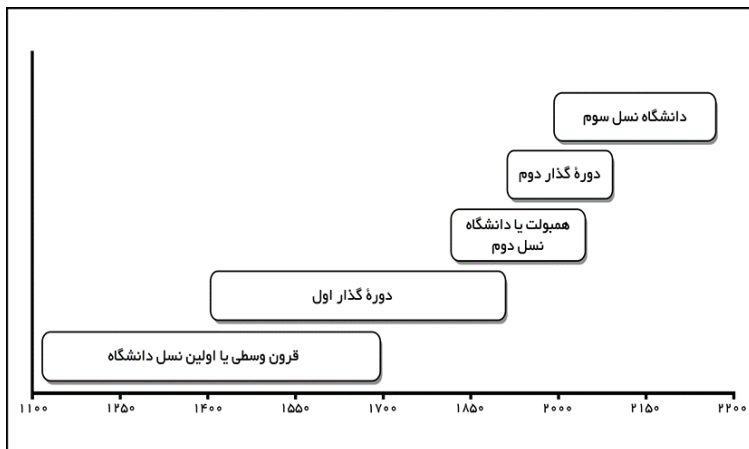 دانشگاه نسل سوم
دورهٔ گذار دوم
همبولت یا دانشگاه
نسل دوم
دورهٔ گذار اول
قرون وسطی یا اولین نسل دانشگاه
۱۱۰۰ ۱۲۵۰ ۱۴۰۰ ۱۵۵۰ ۱۷۰۰ ۱۸۵۰ ۲۰۰۰ ۲۱۵۰ ۲۲۰۰